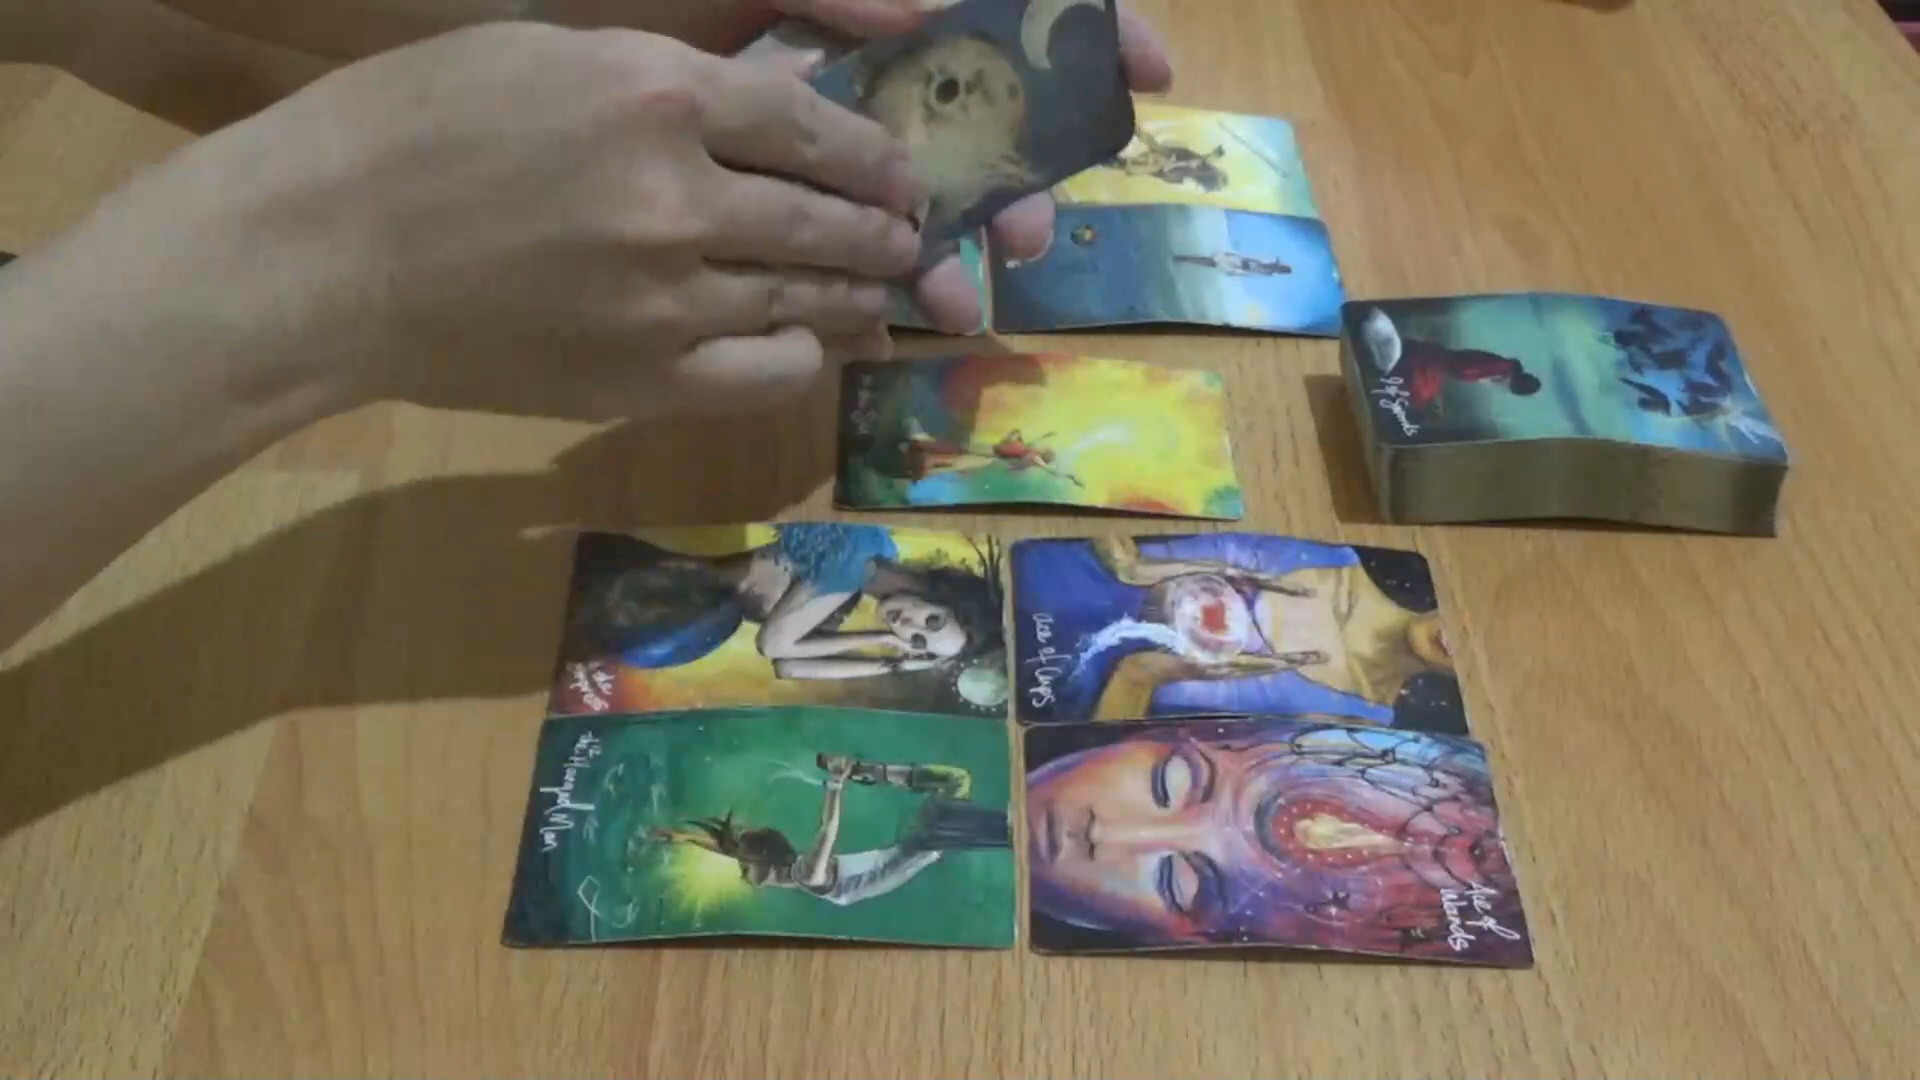 9 of Swords
Ace of Cups
the Hanged Man
Ace of
Wands